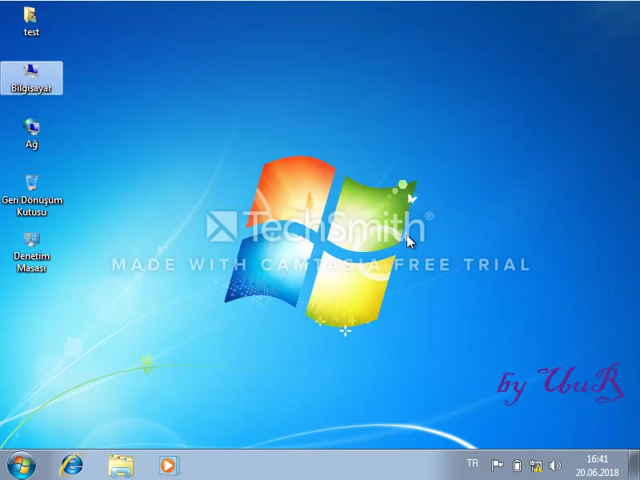 test
Bilgisayar
Ağ
Geri Dönüşüm
Kutusu
Denetim
Masası
TechSmith®
MADE WITH CAMTASIA FREE TRIAL
by UuR
TR
16:41
20.06.2018